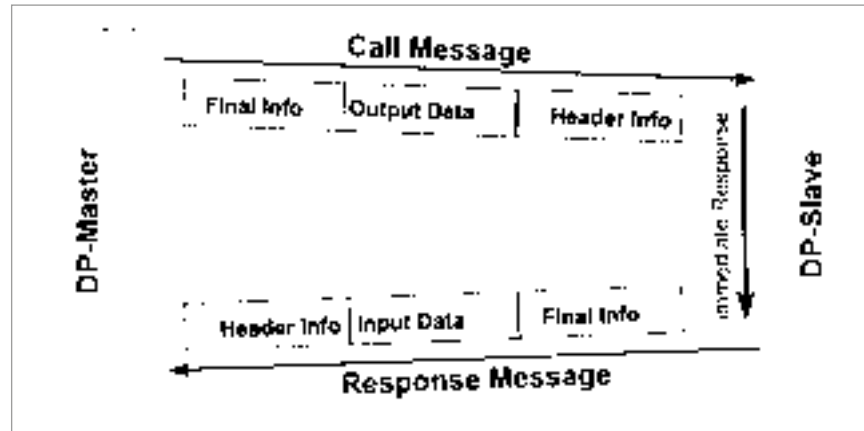 Call Message
Final Info Output Data Header Info
DP-Master
Immediate Response
DP-Slave
Header Info Input Data Final Info
Response Message